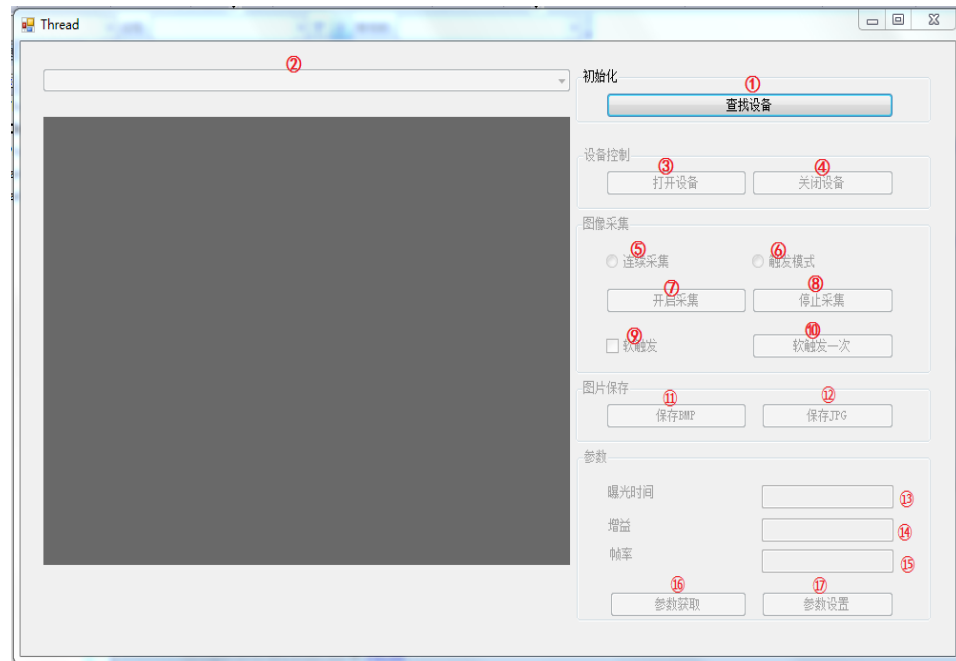 Thread
②
初始化
①
查找设备
设备控制
③ ④
打开设备 关闭设备
图像采集
⑤ ⑥
连续采集 触发模式
⑦ ⑧
开启采集 停止采集
⑨ ⑩
软触发 软触发一次
图片保存
⑪ ⑫
保存BMP 保存JPG
参数
曝光时间 ⑬
增益 ⑭
帧率 ⑮
⑯ ⑰
参数获取 参数设置